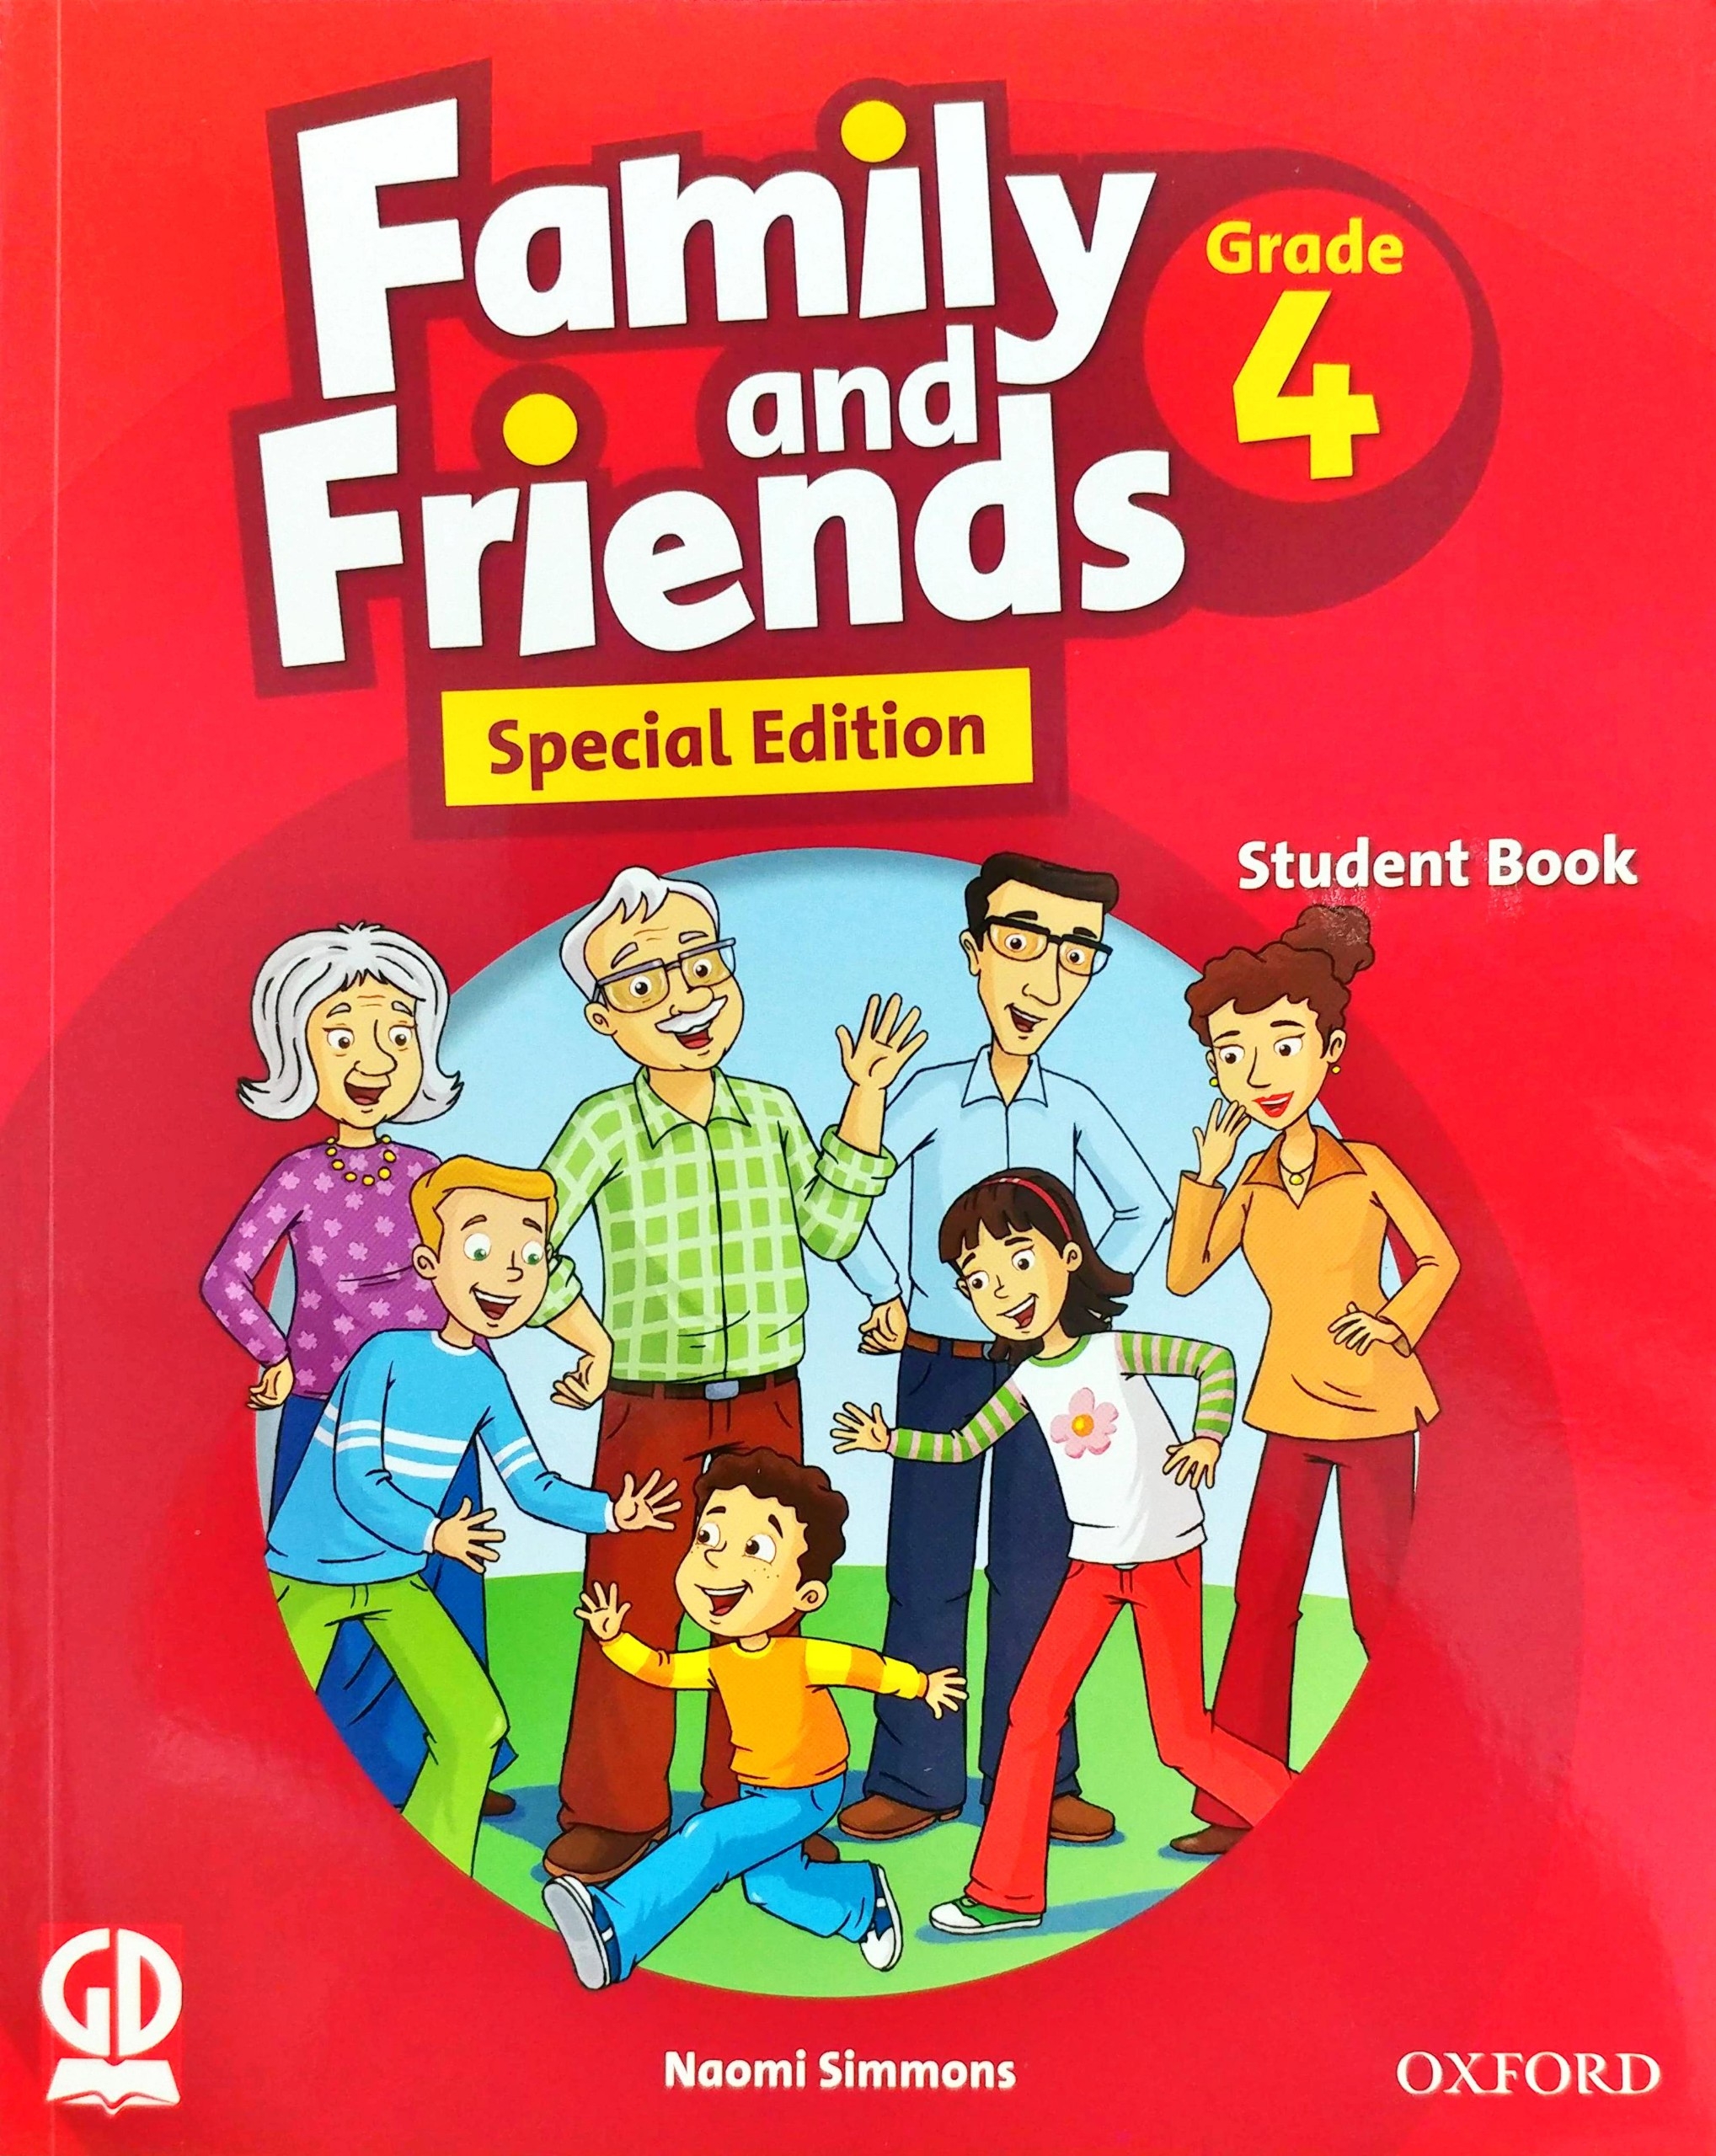 Family
and
Friends
Grade
4
Special Edition
Student Book
GD
Naomi Simmons
OXFORD